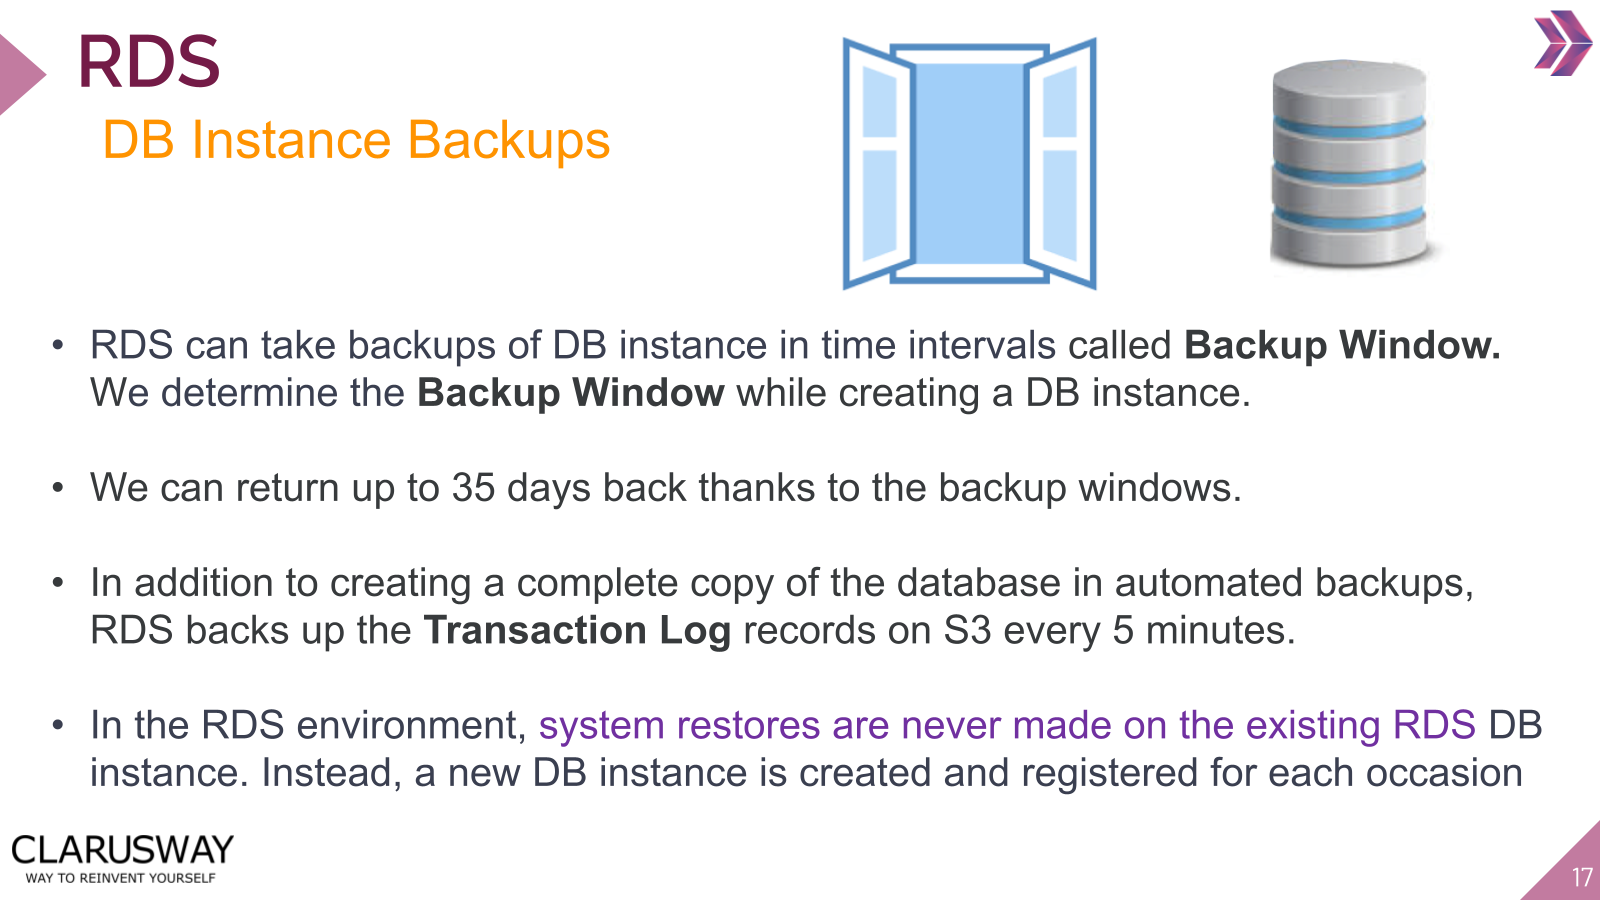 RDS
DB Instance Backups
• RDS can take backups of DB instance in time intervals called Backup Window.
We determine the Backup Window while creating a DB instance.
• We can return up to 35 days back thanks to the backup windows.
• In addition to creating a complete copy of the database in automated backups,
RDS backs up the Transaction Log records on S3 every 5 minutes.
• In the RDS environment, system restores are never made on the existing RDS DB
instance. Instead, a new DB instance is created and registered for each occasion
CLARUSWAY
WAY TO REINVENT YOURSELF
17